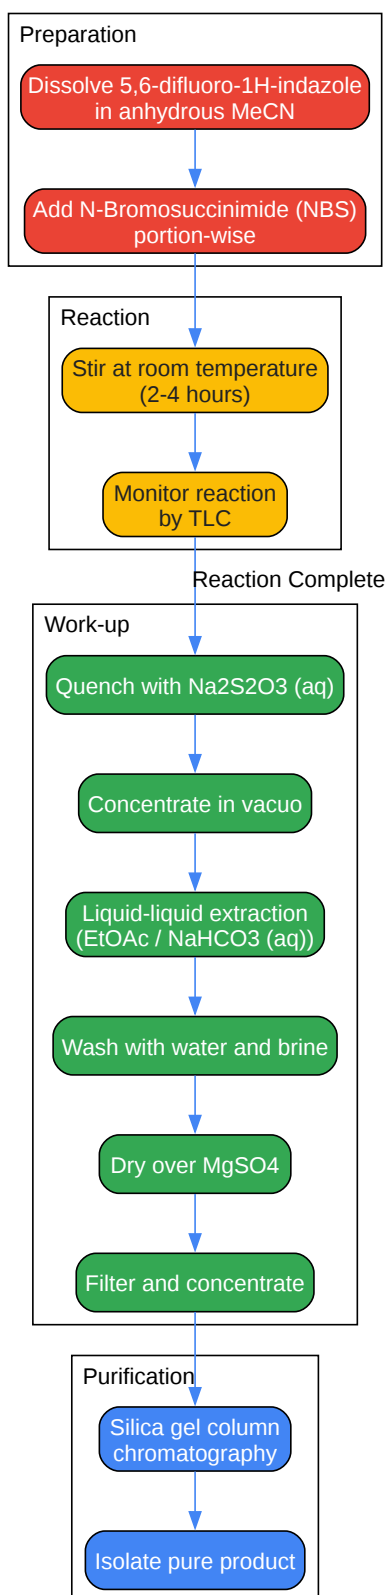 Preparation
Dissolve 5,6-difluoro-1H-indazole
in anhydrous MeCN
Add N-Bromosuccinimide (NBS)
portion-wise
Reaction
Stir at room temperature
(2-4 hours)
Monitor reaction
by TLC
Reaction Complete
Work-up
Quench with Na2S2O3 (aq)
Concentrate in vacuo
Liquid-liquid extraction
(EtOAc / NaHCO3 (aq))
Wash with water and brine
Dry over MgSO4
Filter and concentrate
Purification
Silica gel column
chromatography
Isolate pure product